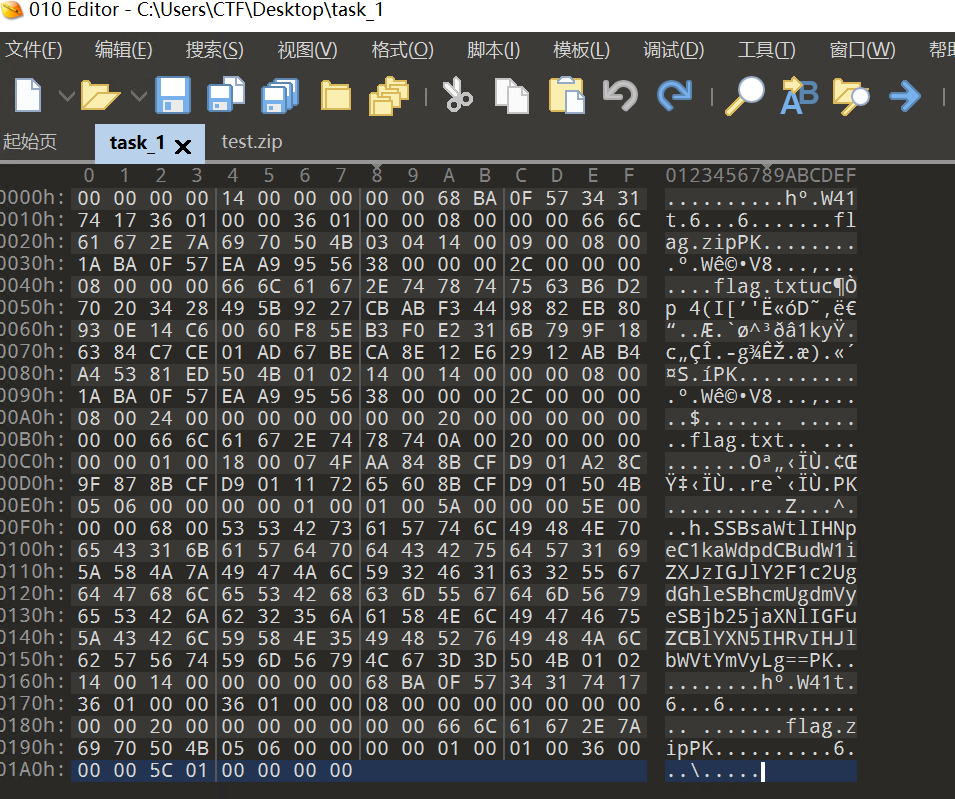 010 Editor - C:\Users\CTF\Desktop\task_1
文件(F) 编辑(E) 搜索(S) 视图(V) 格式(O) 脚本(I) 模板(L) 调试(D) 工具(T) 窗口(W) 帮助
起始页 task_1 test.zip
0 1 2 3 4 5 6 7 8 9 A B C D E F 0123456789ABCDEF
0000h: 00 00 00 00 14 00 00 00 00 00 68 BA 0F 57 34 31 ..........hº.W41
0010h: 74 17 36 01 00 00 36 01 00 00 08 00 00 00 66 6C t.6...6.......fl
0020h: 61 67 2E 7A 69 70 50 4B 03 04 14 00 09 00 08 00 ag.zipPK........
0030h: 1A BA 0F 57 EA A9 95 56 38 00 00 00 2C 00 00 00 .º.Wê©•V8...,...
0040h: 08 00 00 00 66 6C 61 67 2E 74 78 74 75 63 B6 D2 ....flag.txtuc¶Ò
0050h: 70 20 34 28 49 5B 92 27 CB AB F3 44 98 82 EB 80 p 4(I[’'Ë«óD˜‚ë€
0060h: 93 0E 14 C6 00 60 F8 5E B3 F0 E2 31 6B 79 9F 18 “..Æ.`ø^³ðâ1kyŸ.
0070h: 63 84 C7 CE 01 AD 67 BE CA 8E 12 E6 29 12 AB B4 c„ÇÎ.-g¾ÊŽ.æ).«´
0080h: A4 53 81 ED 50 4B 01 02 14 00 14 00 00 00 08 00 ¤S.íPK..........
0090h: 1A BA 0F 57 EA A9 95 56 38 00 00 00 2C 00 00 00 .º.Wê©•V8...,...
00A0h: 08 00 24 00 00 00 00 00 00 00 20 00 00 00 00 00 ..$....... .....
00B0h: 00 00 66 6C 61 67 2E 74 78 74 0A 00 20 00 00 00 ..flag.txt.. ...
00C0h: 00 00 01 00 18 00 07 4F AA 84 8B CF D9 01 A2 8C .......Oª„‹ÏÙ.¢Œ
00D0h: 9F 87 8B CF D9 01 11 72 65 60 8B CF D9 01 50 4B Ÿ‡‹ÏÙ..re`‹ÏÙ.PK
00E0h: 05 06 00 00 00 00 01 00 01 00 5A 00 00 00 5E 00 ..........Z...^.
00F0h: 00 00 68 00 53 53 42 73 61 57 74 6C 49 48 4E 70 ..h.SSBsaWtlIHNp
0100h: 65 43 31 6B 61 57 64 70 64 43 42 75 64 57 31 69 eC1kaWdpdCBudW1i
0110h: 5A 58 4A 7A 49 47 4A 6C 59 32 46 31 63 32 55 67 ZXJzIGJlY2F1c2Ug
0120h: 64 47 68 6C 65 53 42 68 63 6D 55 67 64 6D 56 79 dGhleSBhcmUgdmVy
0130h: 65 53 42 6A 62 32 35 6A 61 58 4E 6C 49 47 46 75 eSBjb25jaXNlIGFu
0140h: 5A 43 42 6C 59 58 4E 35 49 48 52 76 49 48 4A 6C ZCBlYXN5IHRvIHJl
0150h: 62 57 56 74 59 6D 56 79 4C 67 3D 3D 50 4B 01 02 bWVtYmVyLg==PK..
0160h: 14 00 14 00 00 00 00 00 68 BA 0F 57 34 31 74 17 ........hº.W41t.
0170h: 36 01 00 00 36 01 00 00 08 00 00 00 00 00 00 00 6...6...........
0180h: 00 00 20 00 00 00 00 00 00 00 66 6C 61 67 2E 7A .. .......flag.z
0190h: 69 70 50 4B 05 06 00 00 00 00 01 00 01 00 36 00 ipPK..........6.
01A0h: 00 00 5C 01 00 00 00 00 ..\.....